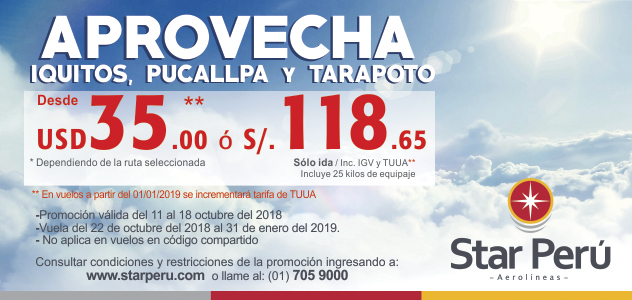 APROVECHA
IQUITOS, PUCALLPA Y TARAPOTO
Desde
USD35.00** ó S/. 118.65
* Dependiendo de la ruta seleccionada
Sólo ida / Inc. IGV y TUUA**
Incluye 25 kilos de equipaje
** En vuelos a partir del 01/01/2019 se incrementará tarifa de TUUA
-Promoción válida del 11 al 18 octubre del 2018
-Vuela del 22 de octubre del 2018 al 31 de enero del 2019.
- No aplica en vuelos en código compartido
Consultar condiciones y restricciones de la promoción ingresando a:
www.starperu.com o llame al: (01) 705 9000
Star Perú
- Aerolíneas -